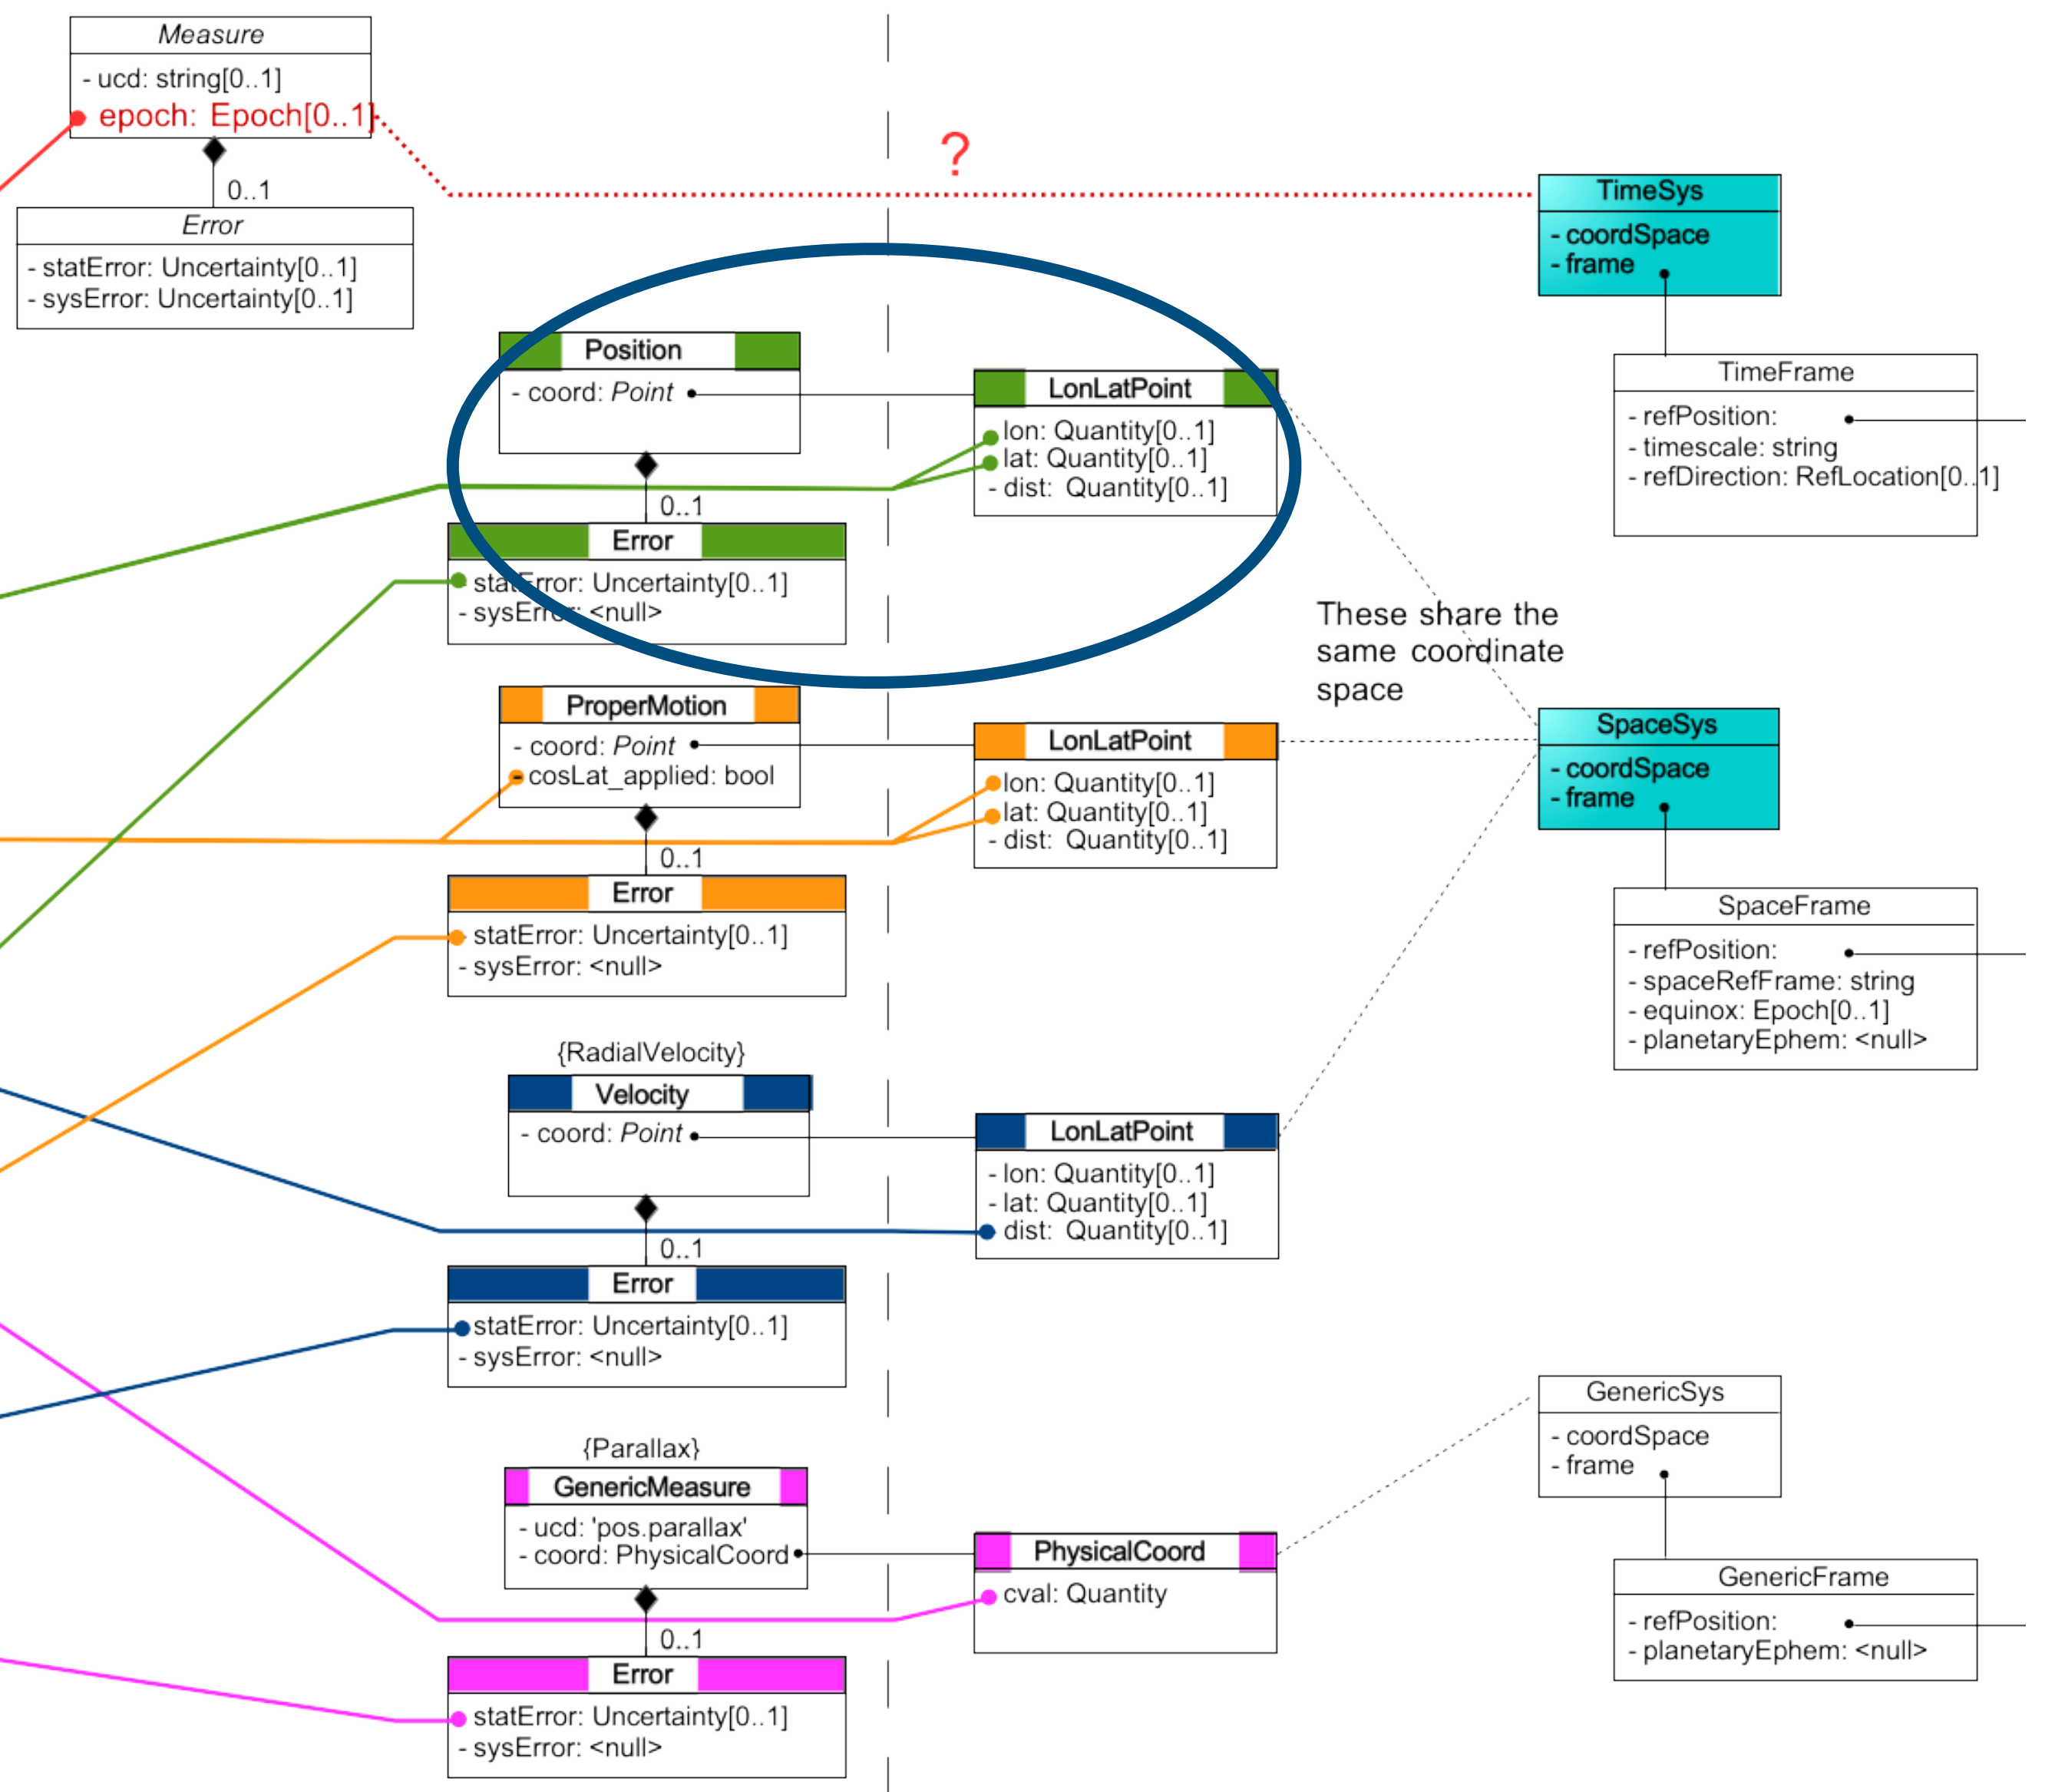 Measure
- ucd: string[0..1]
epoch: Epoch[0..1]
0..1
Error
- statError: Uncertainty[0..1]
- sysError: Uncertainty[0..1]
?
TimeSys
- coordSpace
- frame
TimeFrame
- refPosition:
- timescale: string
- refDirection: RefLocation[0..1]
Position
- coord: Point
0..1
Error
statError: Uncertainty[0..1]
- sysError: <null>
LonLatPoint
lon: Quantity[0..1]
lat: Quantity[0..1]
- dist: Quantity[0..1]
These share the
same coordinate
space
ProperMotion
- coord: Point
- cosLat_applied: bool
0..1
Error
statError: Uncertainty[0..1]
- sysError: <null>
LonLatPoint
lon: Quantity[0..1]
lat: Quantity[0..1]
- dist: Quantity[0..1]
SpaceSys
- coordSpace
- frame
SpaceFrame
- refPosition:
- spaceRefFrame: string
- equinox: Epoch[0..1]
- planetaryEphem: <null>
{RadialVelocity}
Velocity
- coord: Point
0..1
Error
statError: Uncertainty[0..1]
- sysError: <null>
LonLatPoint
- lon: Quantity[0..1]
- lat: Quantity[0..1]
dist: Quantity[0..1]
{Parallax}
GenericMeasure
- ucd: 'pos.parallax'
- coord: PhysicalCoord
0..1
Error
statError: Uncertainty[0..1]
- sysError: <null>
PhysicalCoord
cval: Quantity
GenericSys
- coordSpace
- frame
GenericFrame
- refPosition:
- planetaryEphem: <null>